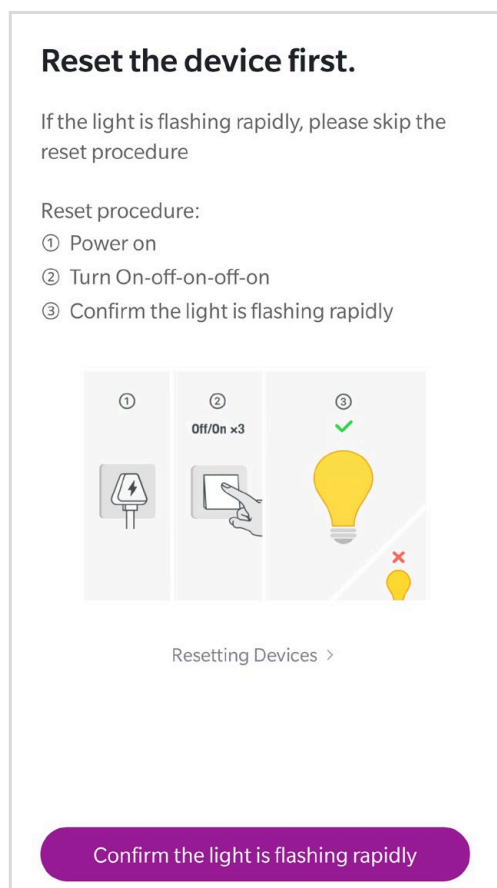 Reset the device first.
If the light is flashing rapidly, please skip the
reset procedure
Reset procedure:
① Power on
② Turn On-off-on-off-on
③ Confirm the light is flashing rapidly
①
②
③
Off/On ×3
Resetting Devices >
Confirm the light is flashing rapidly